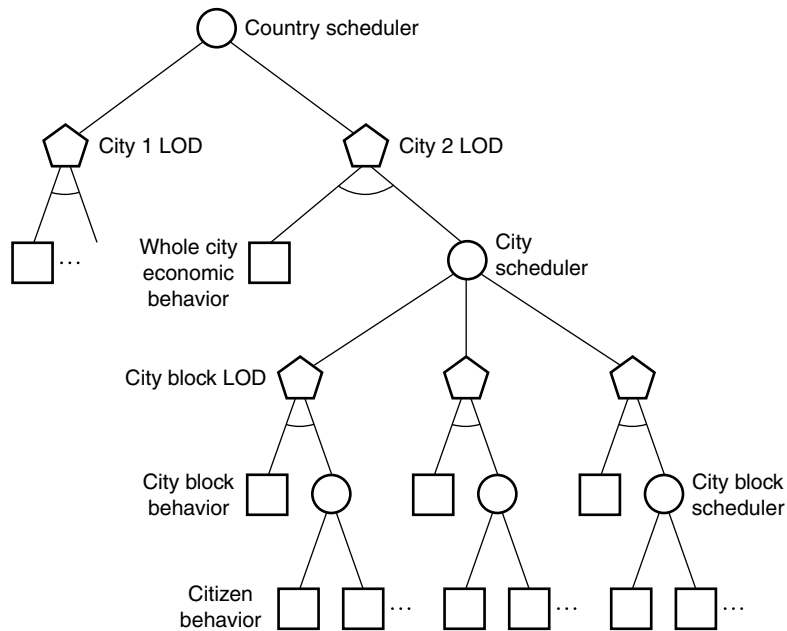 Country scheduler
City 1 LOD
City 2 LOD
...
Whole city
economic
behavior
City
scheduler
City block LOD
City block
behavior
City block
scheduler
Citizen
behavior
...
...
...